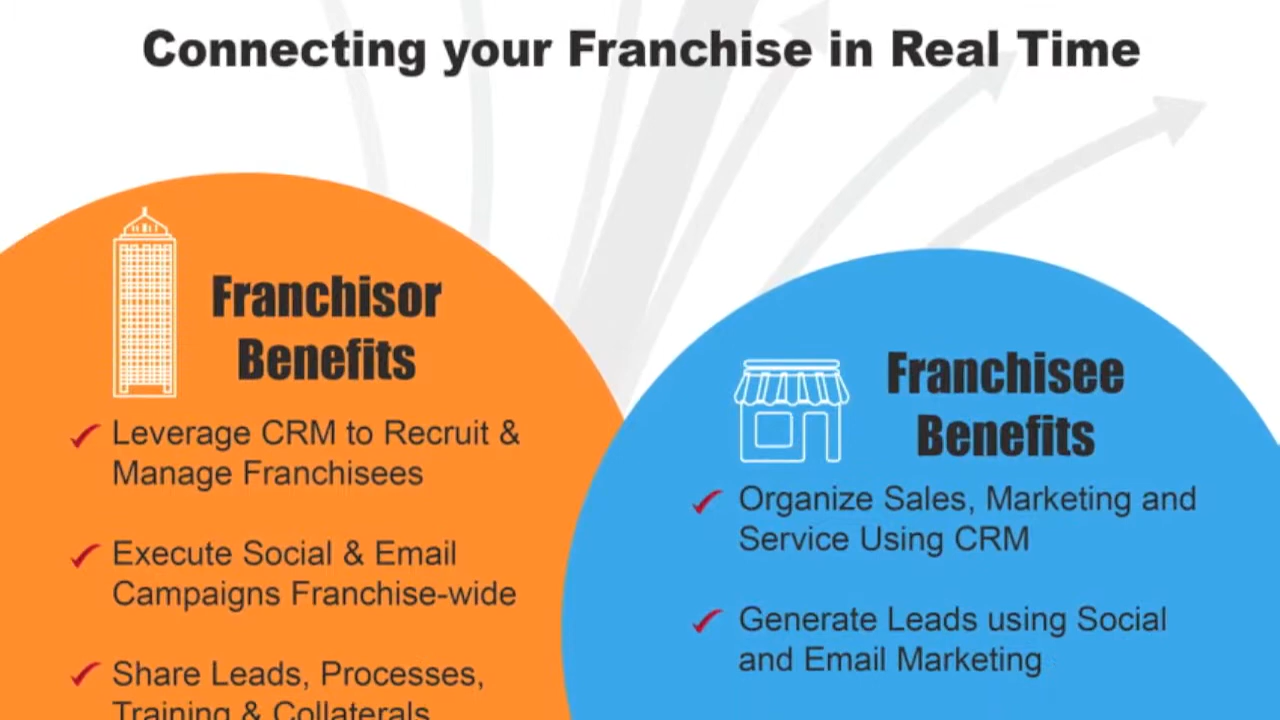 Connecting your Franchise in Real Time
Franchisor
Benefits
Leverage CRM to Recruit &
Manage Franchisees
Execute Social & Email
Campaigns Franchise-wide
Share Leads, Processes,
Training & Collaterals
Franchisee
Benefits
Organize Sales, Marketing and
Service Using CRM
Generate Leads using Social
and Email Marketing